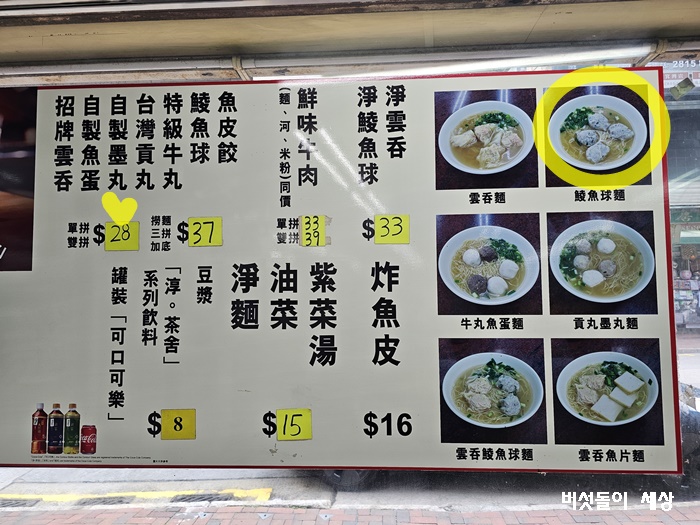 2815
淨雲吞
淨鯪魚球
$33
鮮味牛肉
(麵、河、米粉)同價
單拼 33
雙拼 39
魚皮餃
鯪魚球
特級牛丸
台灣貢丸
自製墨丸
自製魚蛋
招牌雲吞
單拼
雙拼
$28
麵拼底
撈三加
$37
炸魚皮
$16
紫菜湯
油菜
淨麵
$15
豆漿
「淳。茶舍」
系列飲料
罐裝「可口可樂」
$8
雲吞麵
鯪魚球麵
牛丸魚蛋麵
貢丸墨丸麵
雲吞鯪魚球麵
雲吞魚片麵
버섯돌이 세상